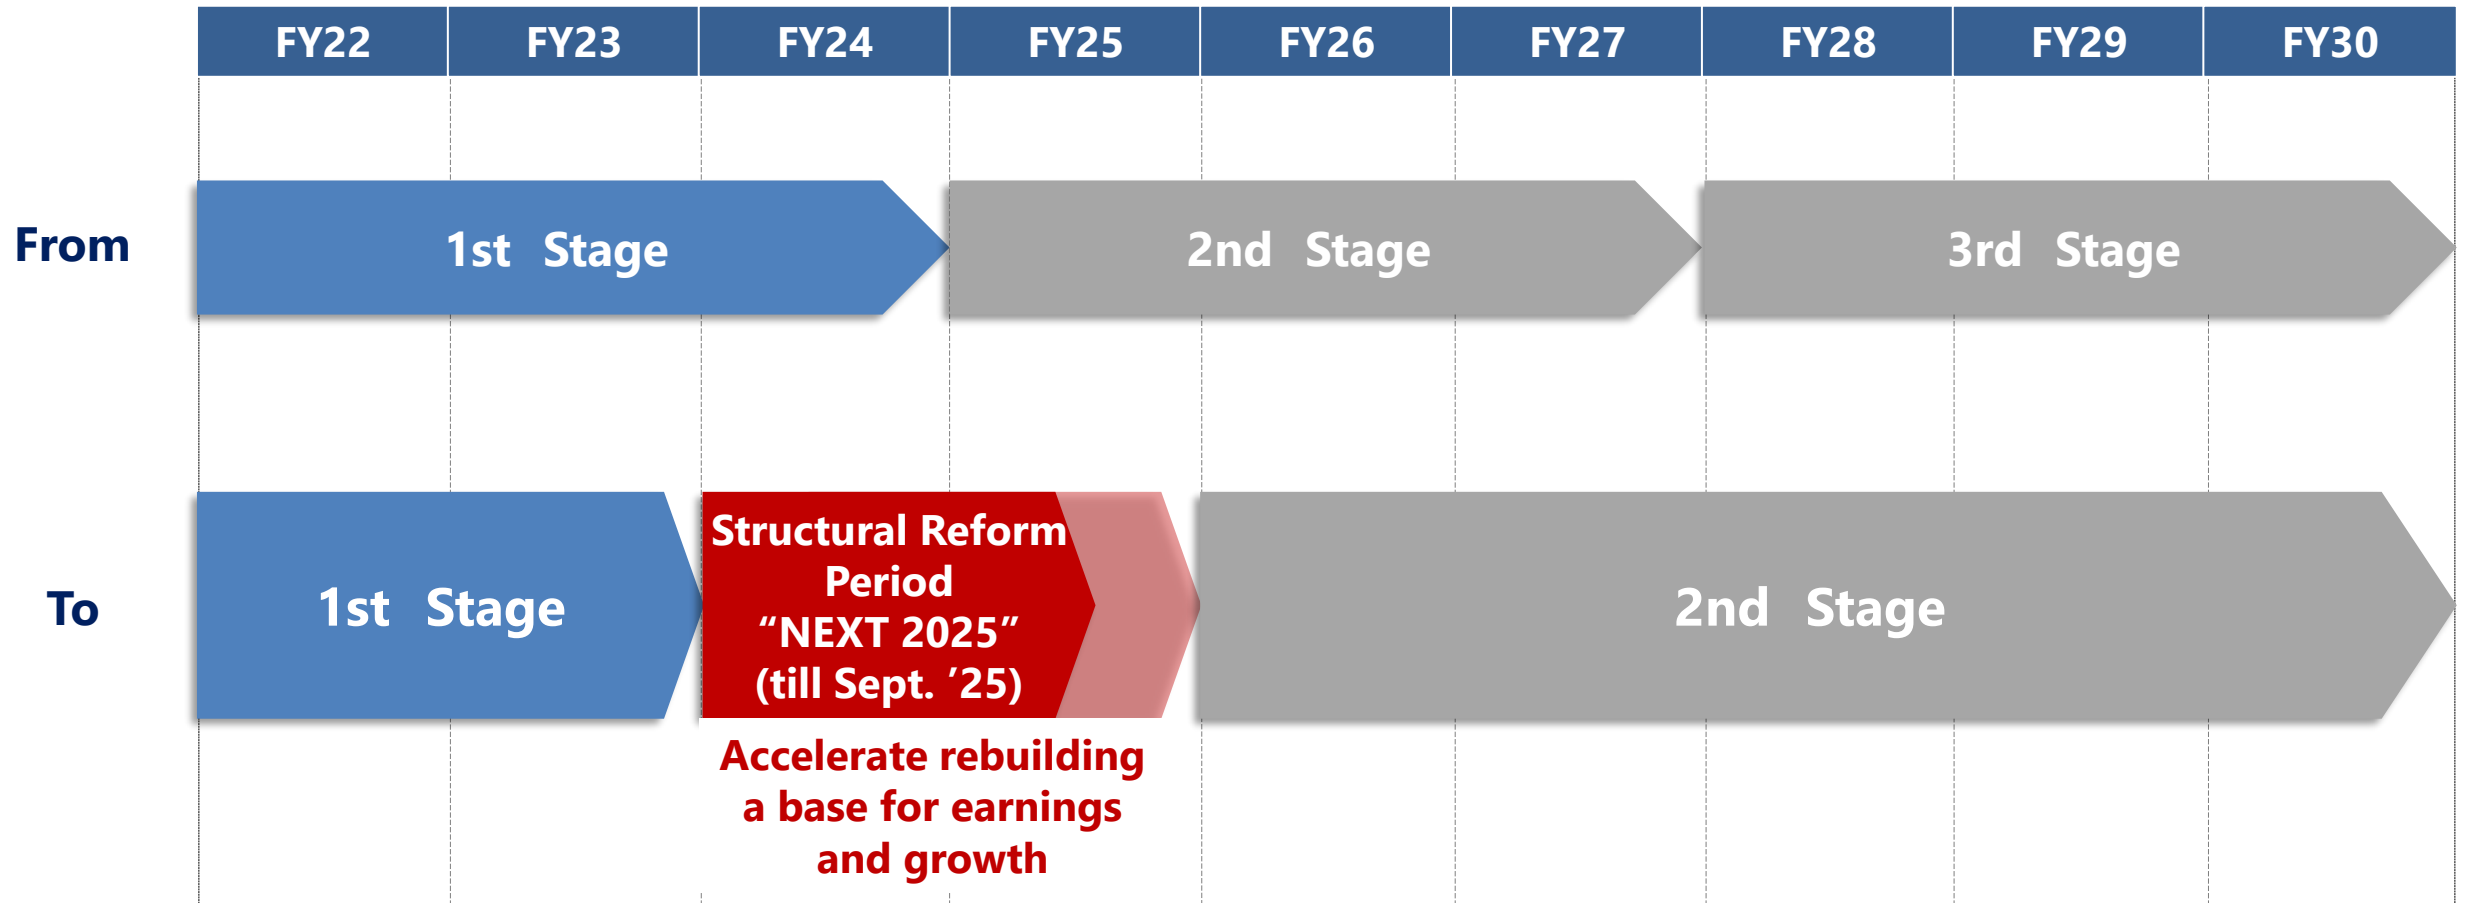 FY22 FY23 FY24 FY25 FY26 FY27 FY28 FY29 FY30
From
1st Stage
2nd Stage
3rd Stage
To
1st Stage
Structural Reform
Period
“NEXT 2025”
(till Sept. ’25)
2nd Stage
Accelerate rebuilding
a base for earnings
and growth